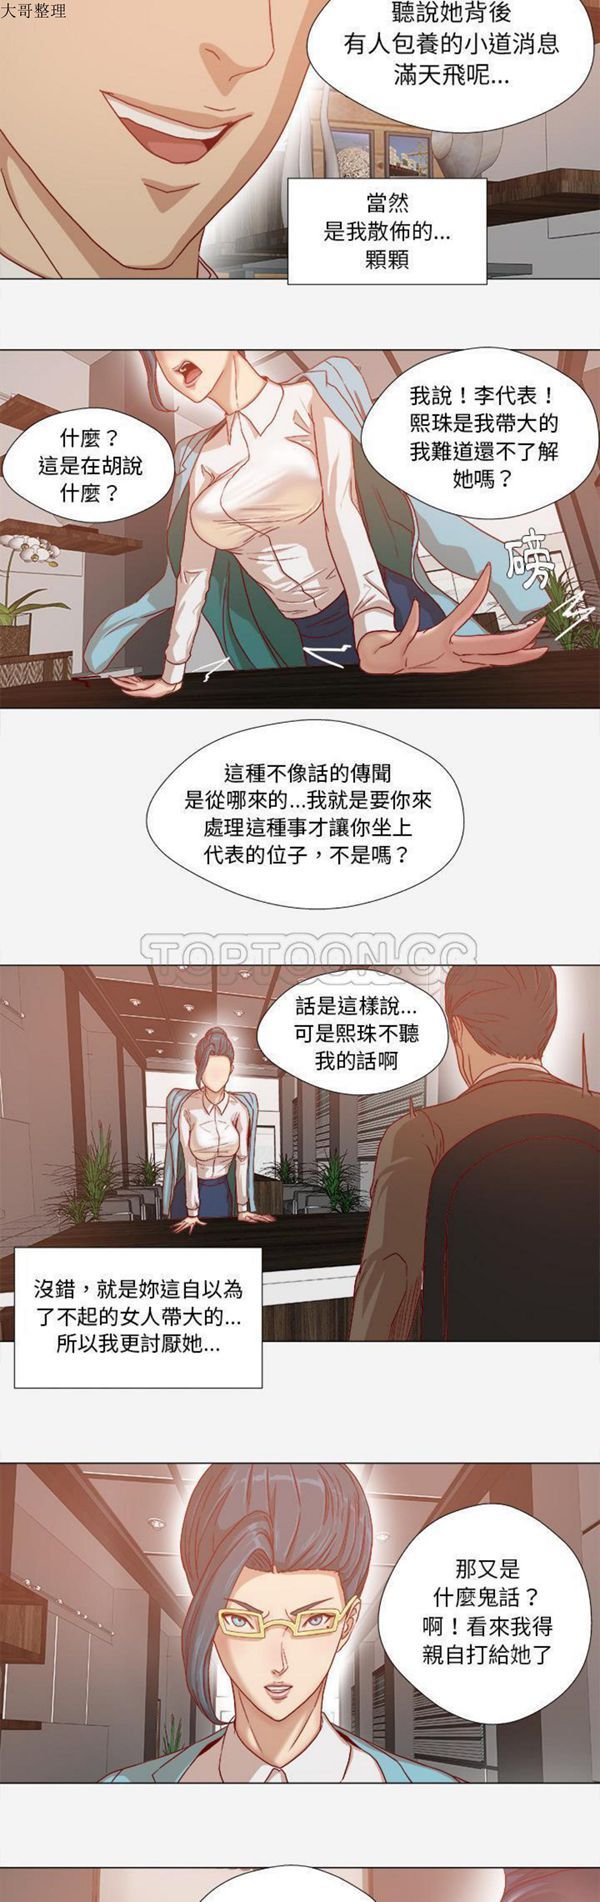 大哥整理
聽說她背後
有人包養的小道消息
滿天飛呢...
當然
是我散佈的...
顆顆
我說！李代表！
熙珠是我帶大的
我難道還不了解
她嗎？
什麼？
這是在胡說
什麼？
磅
這種不像話的傳聞
是從哪來的...我就是要你來
處理這種事才讓你坐上
代表的位子，不是嗎？
TOPTOON.CC
話是這樣說...
可是熙珠不聽
我的話啊
沒錯，就是妳這自以為
了不起的女人帶大的...
所以我更討厭她...
那又是
什麼鬼話？
啊！看來我得
親自打給她了